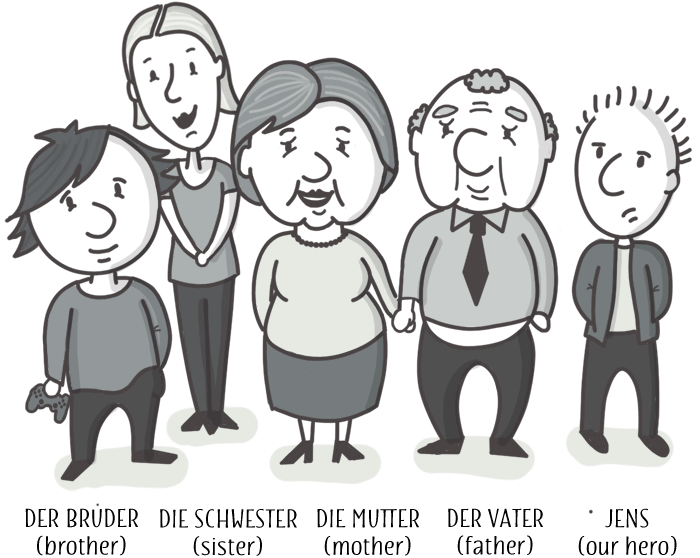 DER BRÜDER DIE SCHWESTER DIE MUTTER DER VATER JENS
(brother) (sister) (mother) (father) (our hero)